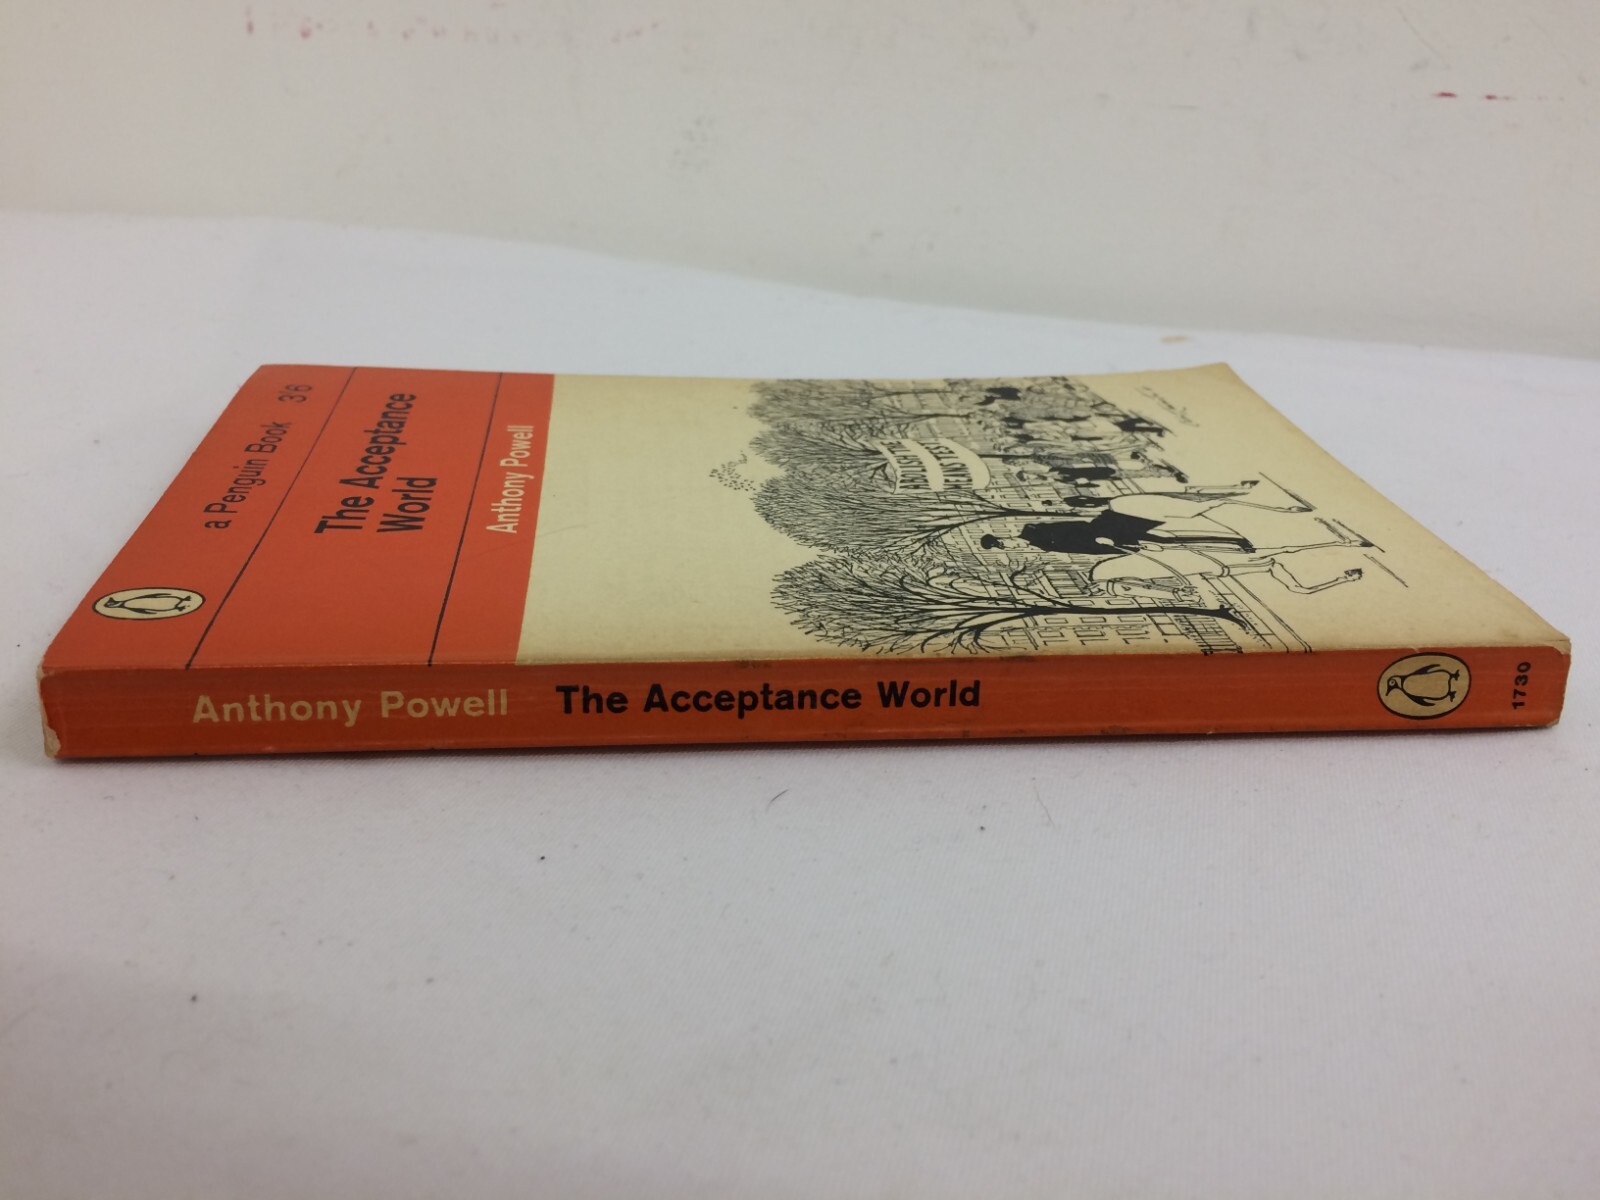 a Penguin Book 3'6
The Acceptance
World
Anthony Powell
ABOLISH THE
MEANS TEST
Anthony Powell The Acceptance World
1730